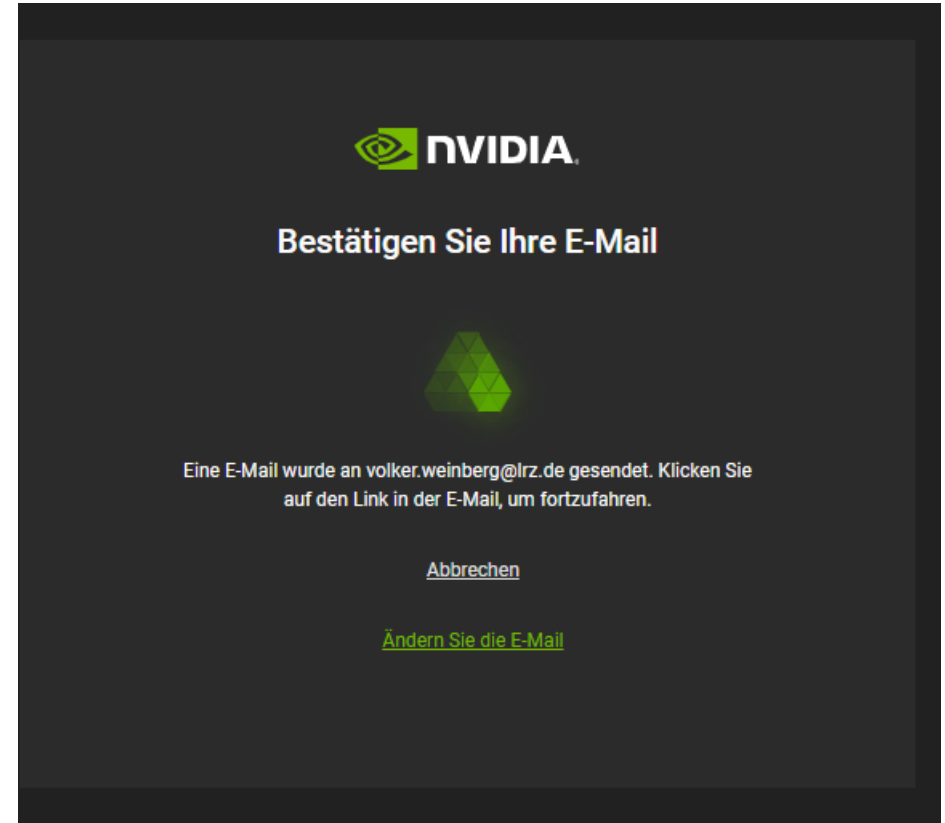 NVIDIA.
Bestätigen Sie Ihre E-Mail
Eine E-Mail wurde an volker.weinberg@lrz.de gesendet. Klicken Sie
auf den Link in der E-Mail, um fortzufahren.
Abbrechen
Ändern Sie die E-Mail